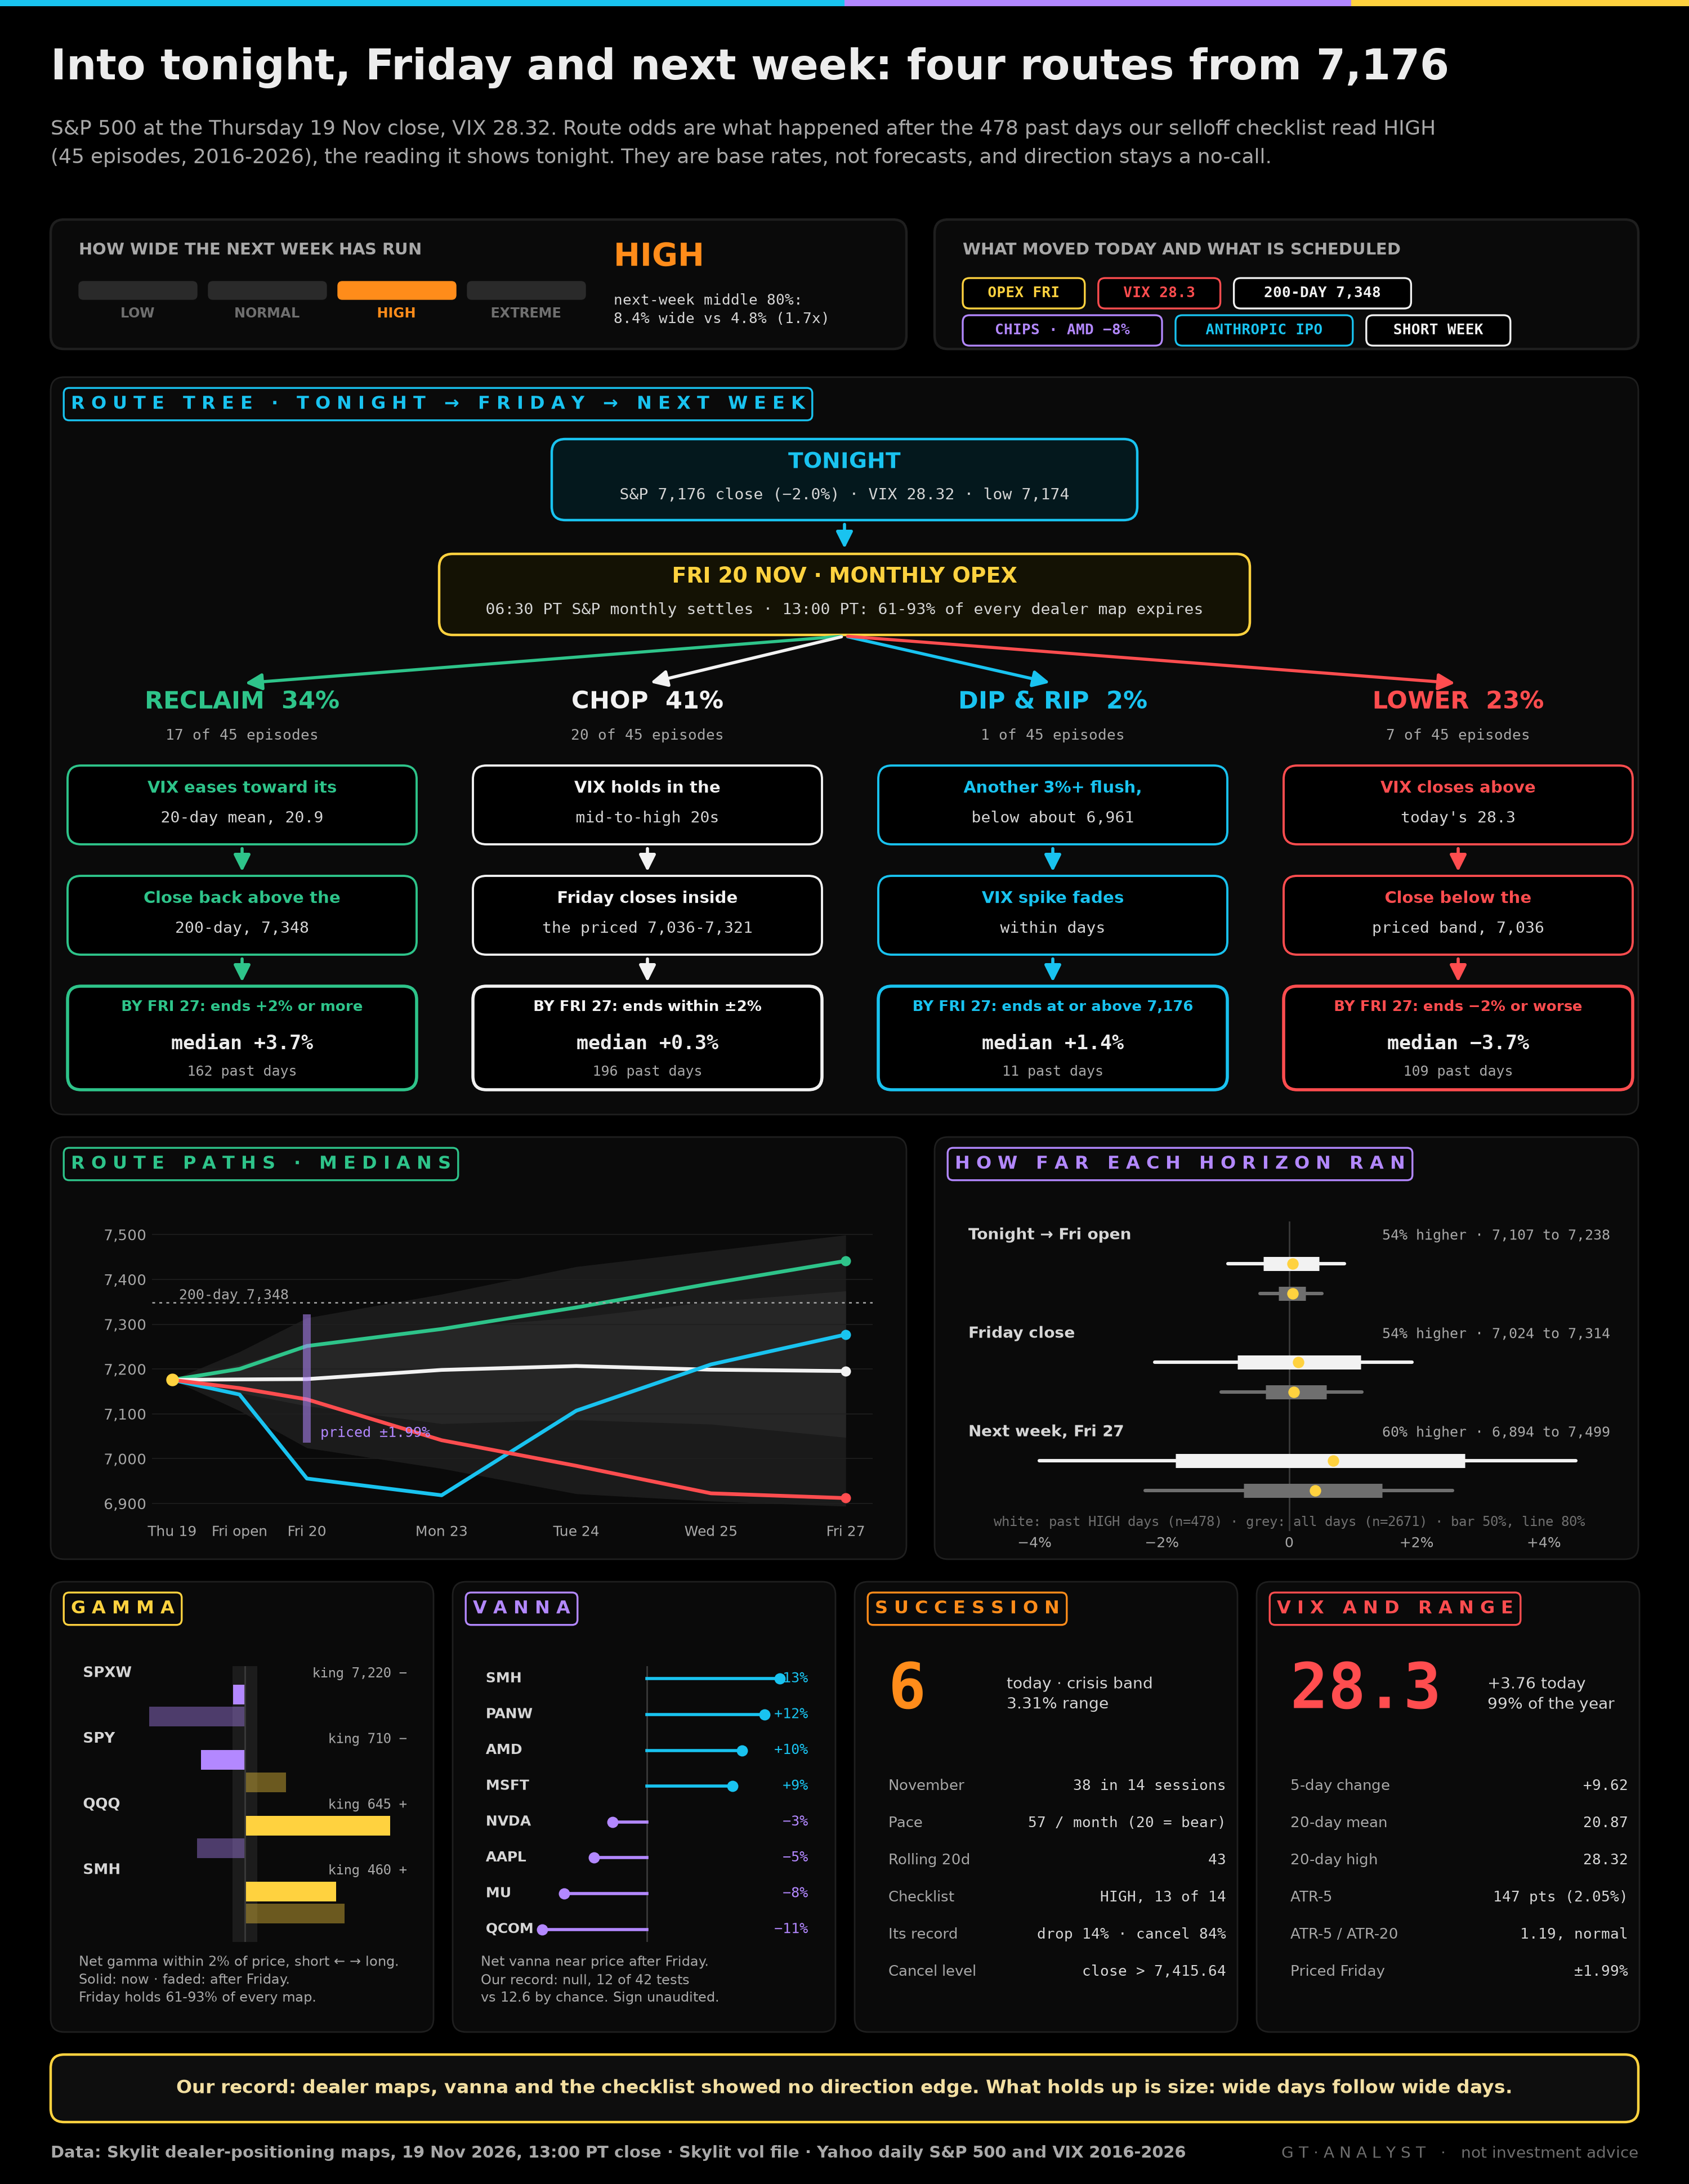 Into tonight, Friday and next week: four routes from 7,176
S&P 500 at the Thursday 19 Nov close, VIX 28.32. Route odds are what happened after the 478 past days our selloff checklist read HIGH
(45 episodes, 2016-2026), the reading it shows tonight. They are base rates, not forecasts, and direction stays a no-call.
HOW WIDE THE NEXT WEEK HAS RUN
LOW NORMAL HIGH EXTREME
HIGH
next-week middle 80%:
8.4% wide vs 4.8% (1.7x)
WHAT MOVED TODAY AND WHAT IS SCHEDULED
OPEX FRI VIX 28.3 200-DAY 7,348
CHIPS · AMD −8% ANTHROPIC IPO SHORT WEEK
ROUTE TREE · TONIGHT → FRIDAY → NEXT WEEK
TONIGHT
S&P 7,176 close (−2.0%) · VIX 28.32 · low 7,174
FRI 20 NOV · MONTHLY OPEX
06:30 PT S&P monthly settles · 13:00 PT: 61-93% of every dealer map expires
RECLAIM 34%
17 of 45 episodes
VIX eases toward its
20-day mean, 20.9
Close back above the
200-day, 7,348
BY FRI 27: ends +2% or more
median +3.7%
162 past days
CHOP 41%
20 of 45 episodes
VIX holds in the
mid-to-high 20s
Friday closes inside
the priced 7,036-7,321
BY FRI 27: ends within ±2%
median +0.3%
196 past days
DIP & RIP 2%
1 of 45 episodes
Another 3%+ flush,
below about 6,961
VIX spike fades
within days
BY FRI 27: ends at or above 7,176
median +1.4%
11 past days
LOWER 23%
7 of 45 episodes
VIX closes above
today's 28.3
Close below the
priced band, 7,036
BY FRI 27: ends −2% or worse
median −3.7%
109 past days
ROUTE PATHS · MEDIANS
7,500
7,400
200-day 7,348
7,300
7,200
7,100
priced ±1.99%
7,000
6,900
Thu 19 Fri open Fri 20 Mon 23 Tue 24 Wed 25 Fri 27
HOW FAR EACH HORIZON RAN
Tonight → Fri open 54% higher · 7,107 to 7,238
Friday close 54% higher · 7,024 to 7,314
Next week, Fri 27 60% higher · 6,894 to 7,499
white: past HIGH days (n=478) · grey: all days (n=2671) · bar 50%, line 80%
−4% −2% 0 +2% +4%
GAMMA
SPXW king 7,220 −
SPY king 710 −
QQQ king 645 +
SMH king 460 +
Net gamma within 2% of price, short ← → long.
Solid: now · faded: after Friday.
Friday holds 61-93% of every map.
VANNA
SMH 13%
PANW +12%
AMD +10%
MSFT +9%
NVDA −3%
AAPL −5%
MU −8%
QCOM −11%
Net vanna near price after Friday.
Our record: null, 12 of 42 tests
vs 12.6 by chance. Sign unaudited.
SUCCESSION
6
today · crisis band
3.31% range
November 38 in 14 sessions
Pace 57 / month (20 = bear)
Rolling 20d 43
Checklist HIGH, 13 of 14
Its record drop 14% · cancel 84%
Cancel level close > 7,415.64
VIX AND RANGE
28.3
+3.76 today
99% of the year
5-day change +9.62
20-day mean 20.87
20-day high 28.32
ATR-5 147 pts (2.05%)
ATR-5 / ATR-20 1.19, normal
Priced Friday ±1.99%
Our record: dealer maps, vanna and the checklist showed no direction edge. What holds up is size: wide days follow wide days.
Data: Skylit dealer-positioning maps, 19 Nov 2026, 13:00 PT close · Skylit vol file · Yahoo daily S&P 500 and VIX 2016-2026
GT·ANALYST · not investment advice